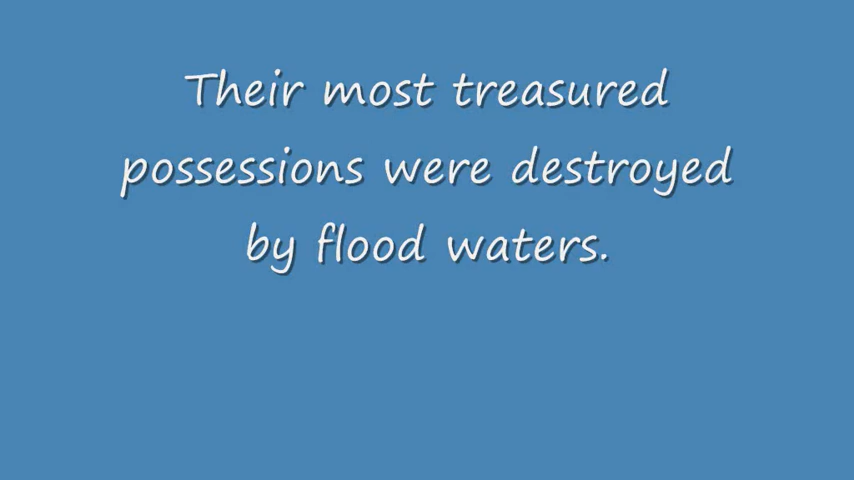 Their most treasured
possessions were destroyed
by flood waters.